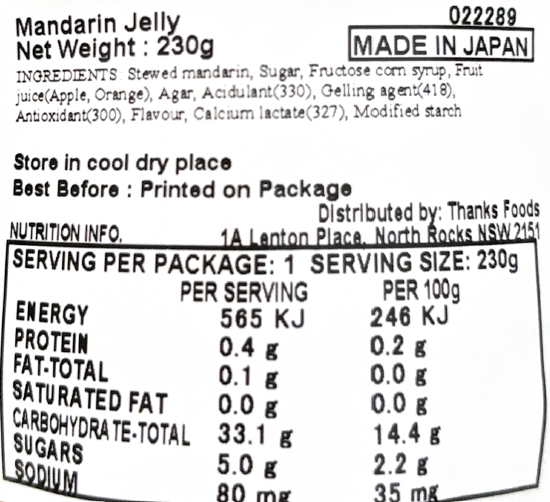 Mandarin Jelly 022289
Net Weight : 230g MADE IN JAPAN
INGREDIENTS: Stewed mandarin, Sugar, Fructose corn syrup, Fruit
juice(Apple, Orange), Agar, Acidulant(330), Gelling agent(418),
Antioxidant(300), Flavour, Calcium lactate(327), Modified starch
Store in cool dry place
Best Before : Printed on Package
Distributed by: Thanks Foods
NUTRITION INFO. 1A Lenton Place, North Rocks NSW 2151
SERVING PER PACKAGE: 1 SERVING SIZE: 230g
PER SERVING PER 100g
ENERGY 565 KJ 246 KJ
PROTEIN 0.4 g 0.2 g
FAT-TOTAL 0.1 g 0.0 g
SATURATED FAT 0.0 g 0.0 g
CARBOHYDRATE-TOTAL 33.1 g 14.4 g
SUGARS 5.0 g 2.2 g
SODIUM 80 mg 35 mg